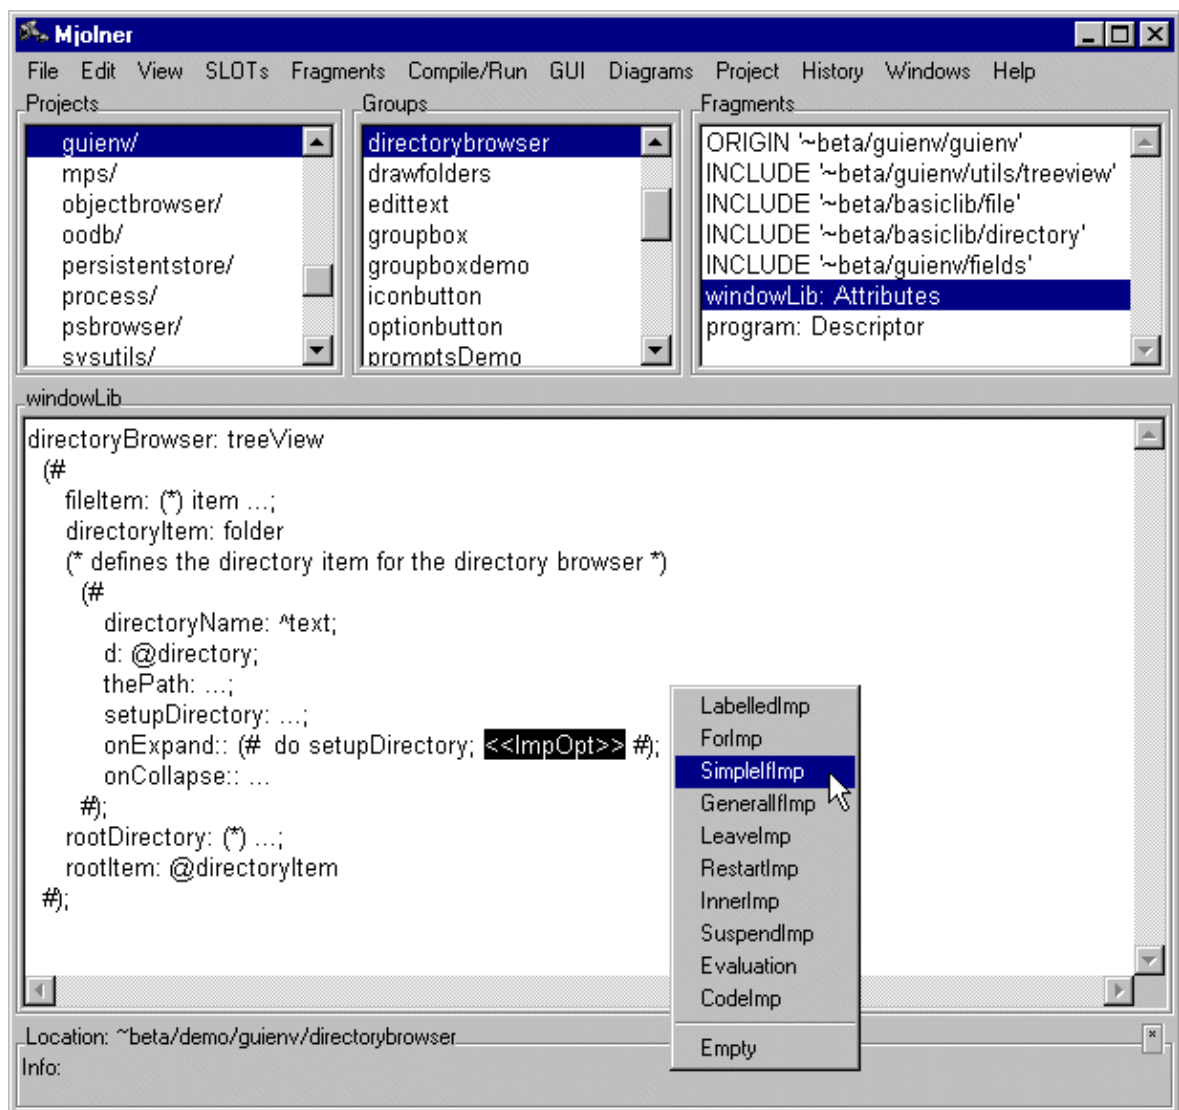 Mjolner
File Edit View SLOTs Fragments Compile/Run GUI Diagrams Project History Windows Help
Projects
guienv/
mps/
objectbrowser/
oodb/
persistentstore/
process/
psbrowser/
sysutils/
Groups
directorybrowser
drawfolders
edittext
groupbox
groupboxdemo
iconbutton
optionbutton
promptsDemo
Fragments
ORIGIN '~beta/guienv/guienv'
INCLUDE '~beta/guienv/utils/treeview'
INCLUDE '~beta/basiclib/file'
INCLUDE '~beta/basiclib/directory'
INCLUDE '~beta/guienv/fields'
windowLib: Attributes
program: Descriptor
windowLib
directoryBrowser: treeView
(#
fileItem: (*) item ...;
directoryItem: folder
(* defines the directory item for the directory browser *)
(#
directoryName: ^text;
d: @directory;
thePath: ...;
setupDirectory: ...;
onExpand:: (# do setupDirectory; <<ImpOpt>> #);
onCollapse:: ...
#);
rootDirectory: (*) ...;
rootItem: @directoryItem
#);
LabelledImp
ForImp
SimpleIfImp
GeneralIfImp
LeaveImp
RestartImp
InnerImp
SuspendImp
Evaluation
CodeImp
Empty
Location: ~beta/demo/guienv/directorybrowser
Info: